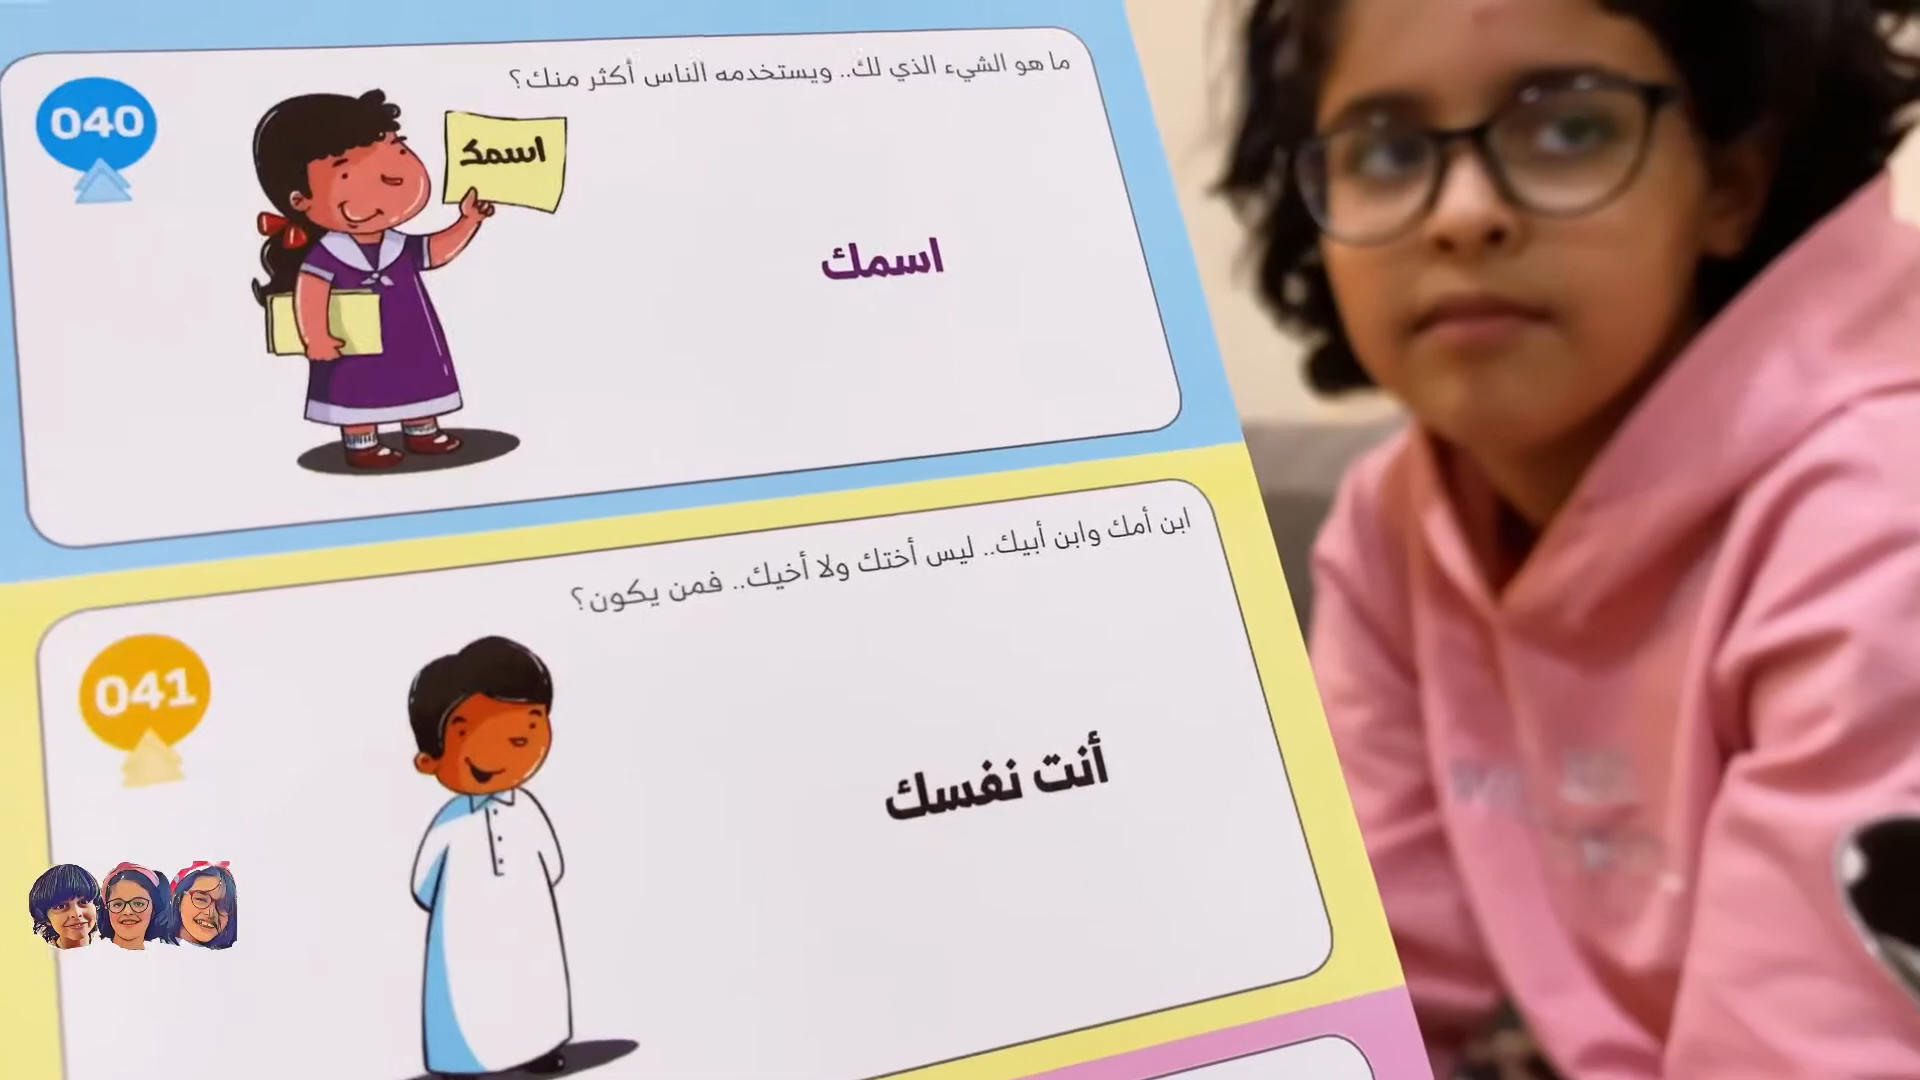 ما هو الشيء الذي لك.. ويستخدمه الناس أكثر منك؟
040
اسمك
اسمك
ابن أمك وابن أبيك.. ليس أختك ولا أخيك.. فمن يكون؟
041
أنت نفسك